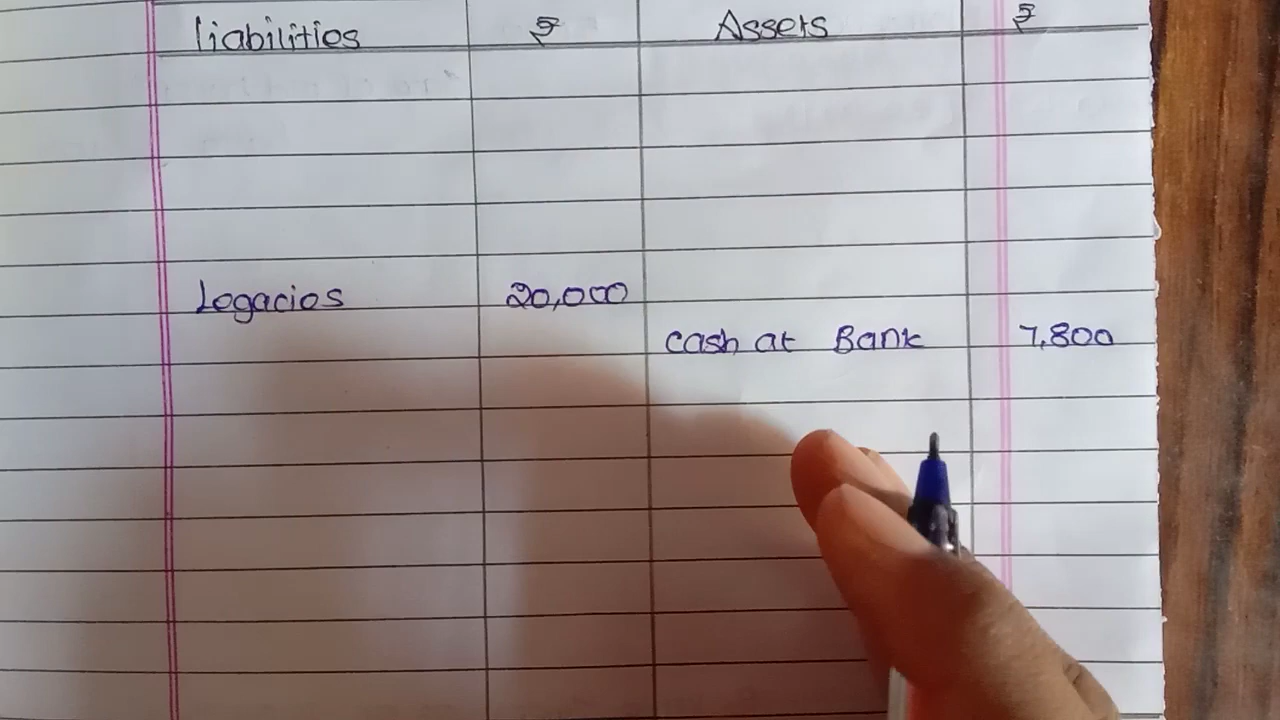 Liabilities ₹ Assets ₹
Legacies 20,000
Cash at Bank 7,800